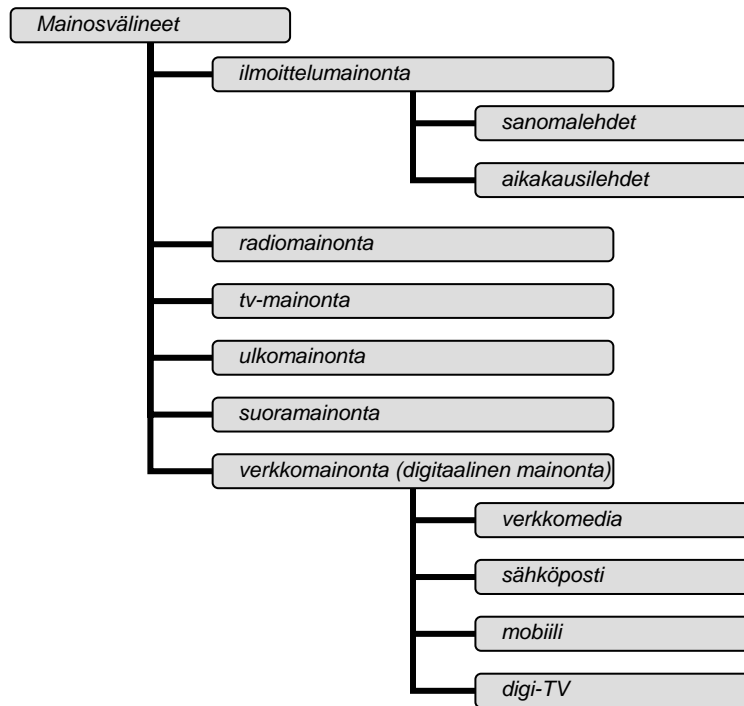 Mainosvälineet
ilmoittelumainonta
sanomalehdet
aikakausilehdet
radiomainonta
tv-mainonta
ulkomainonta
suoramainonta
verkkomainonta (digitaalinen mainonta)
verkkomedia
sähköposti
mobiili
digi-TV